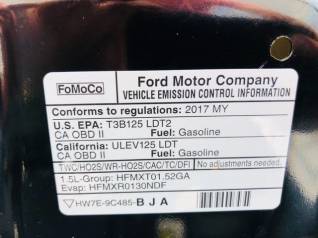 FoMoCo
Ford Motor Company
VEHICLE EMISSION CONTROL INFORMATION
Conforms to regulations: 2017 MY
U.S. EPA: T3B125 LDT2
CA OBD II Fuel: Gasoline
California: ULEV125 LDT
CA OBD II Fuel: Gasoline
TWC/HO2S/WR-HO2S/CAC/TC/DFI No adjustments needed.
1.5L-Group: HFMXT01.52GA
Evap: HFMXR0130NDF
HW7E-9C485-BJA